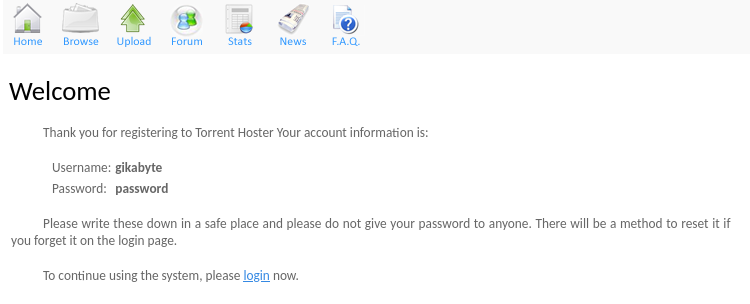 Home Browse Upload Forum Stats News F.A.Q.
Welcome
Thank you for registering to Torrent Hoster Your account information is:
Username: gikabyte
Password: password
Please write these down in a safe place and please do not give your password to anyone. There will be a method to reset it if
you forget it on the login page.
To continue using the system, please login now.